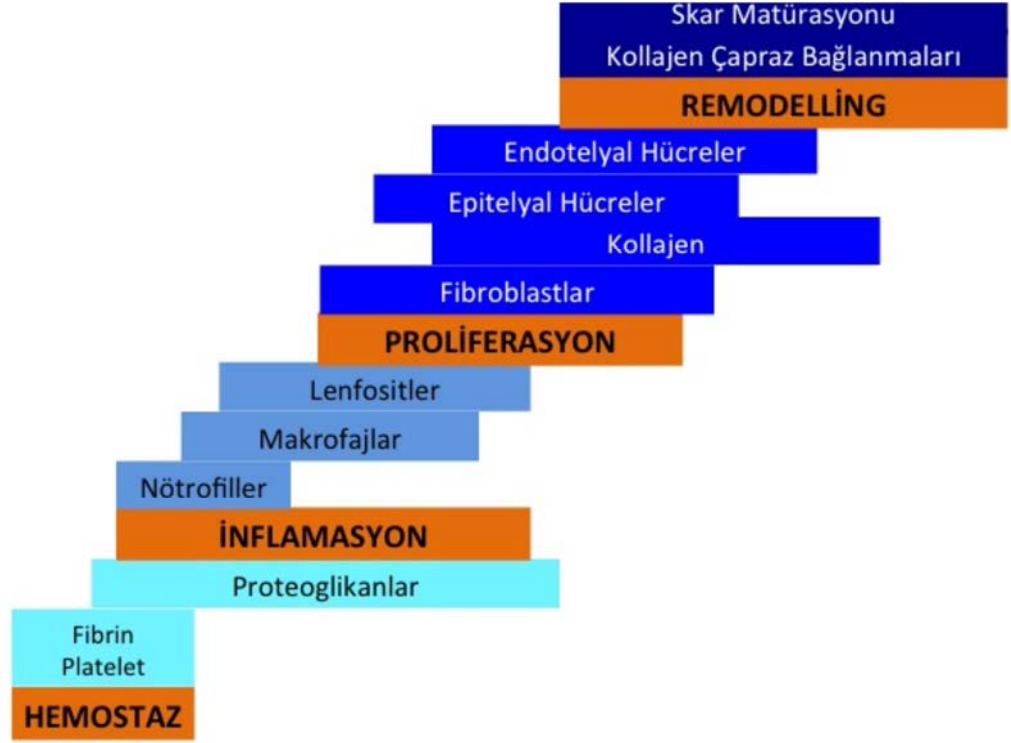 Skar Matürasyonu
Kollajen Çapraz Bağlanmaları
REMODELLİNG
Endotelyal Hücreler
Epitelyal Hücreler
Kollajen
Fibroblastlar
PROLİFERASYON
Lenfositler
Makrofajlar
Nötrofiller
İNFLAMASYON
Proteoglikanlar
Fibrin
Platelet
HEMOSTAZ